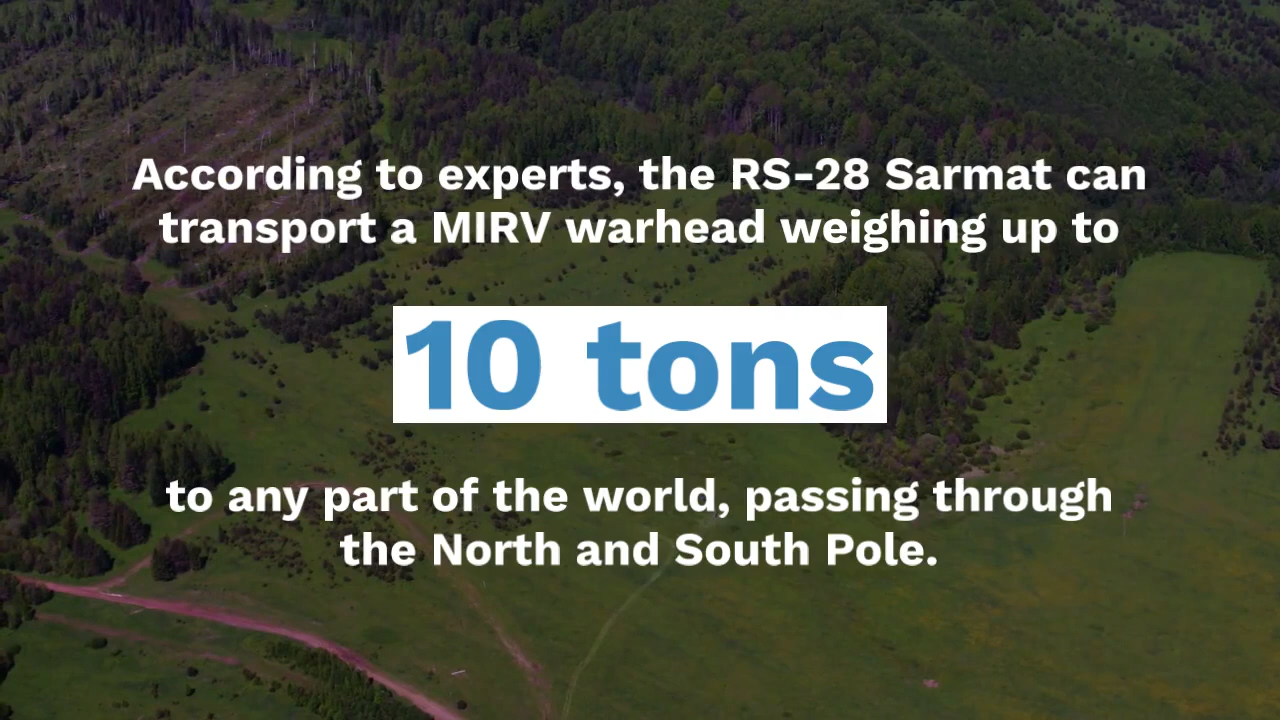 According to experts, the RS-28 Sarmat can
transport a MIRV warhead weighing up to
10 tons
to any part of the world, passing through
the North and South Pole.